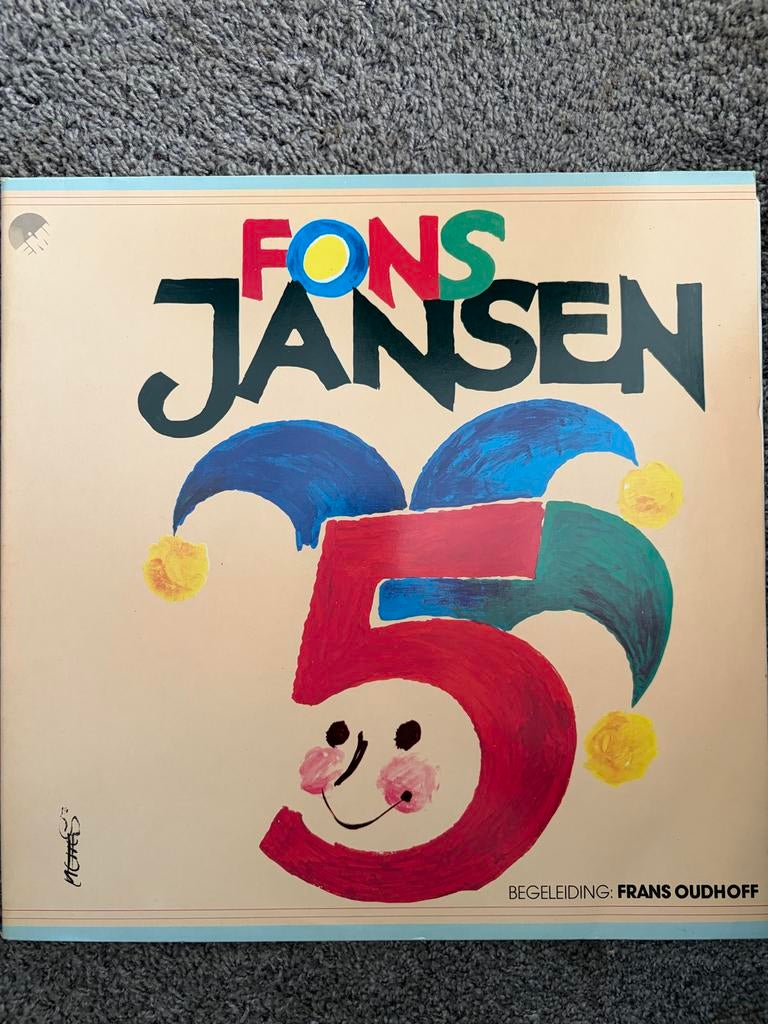 FONS
JANSEN
5
BEGELEIDING: FRANS OUDHOFF